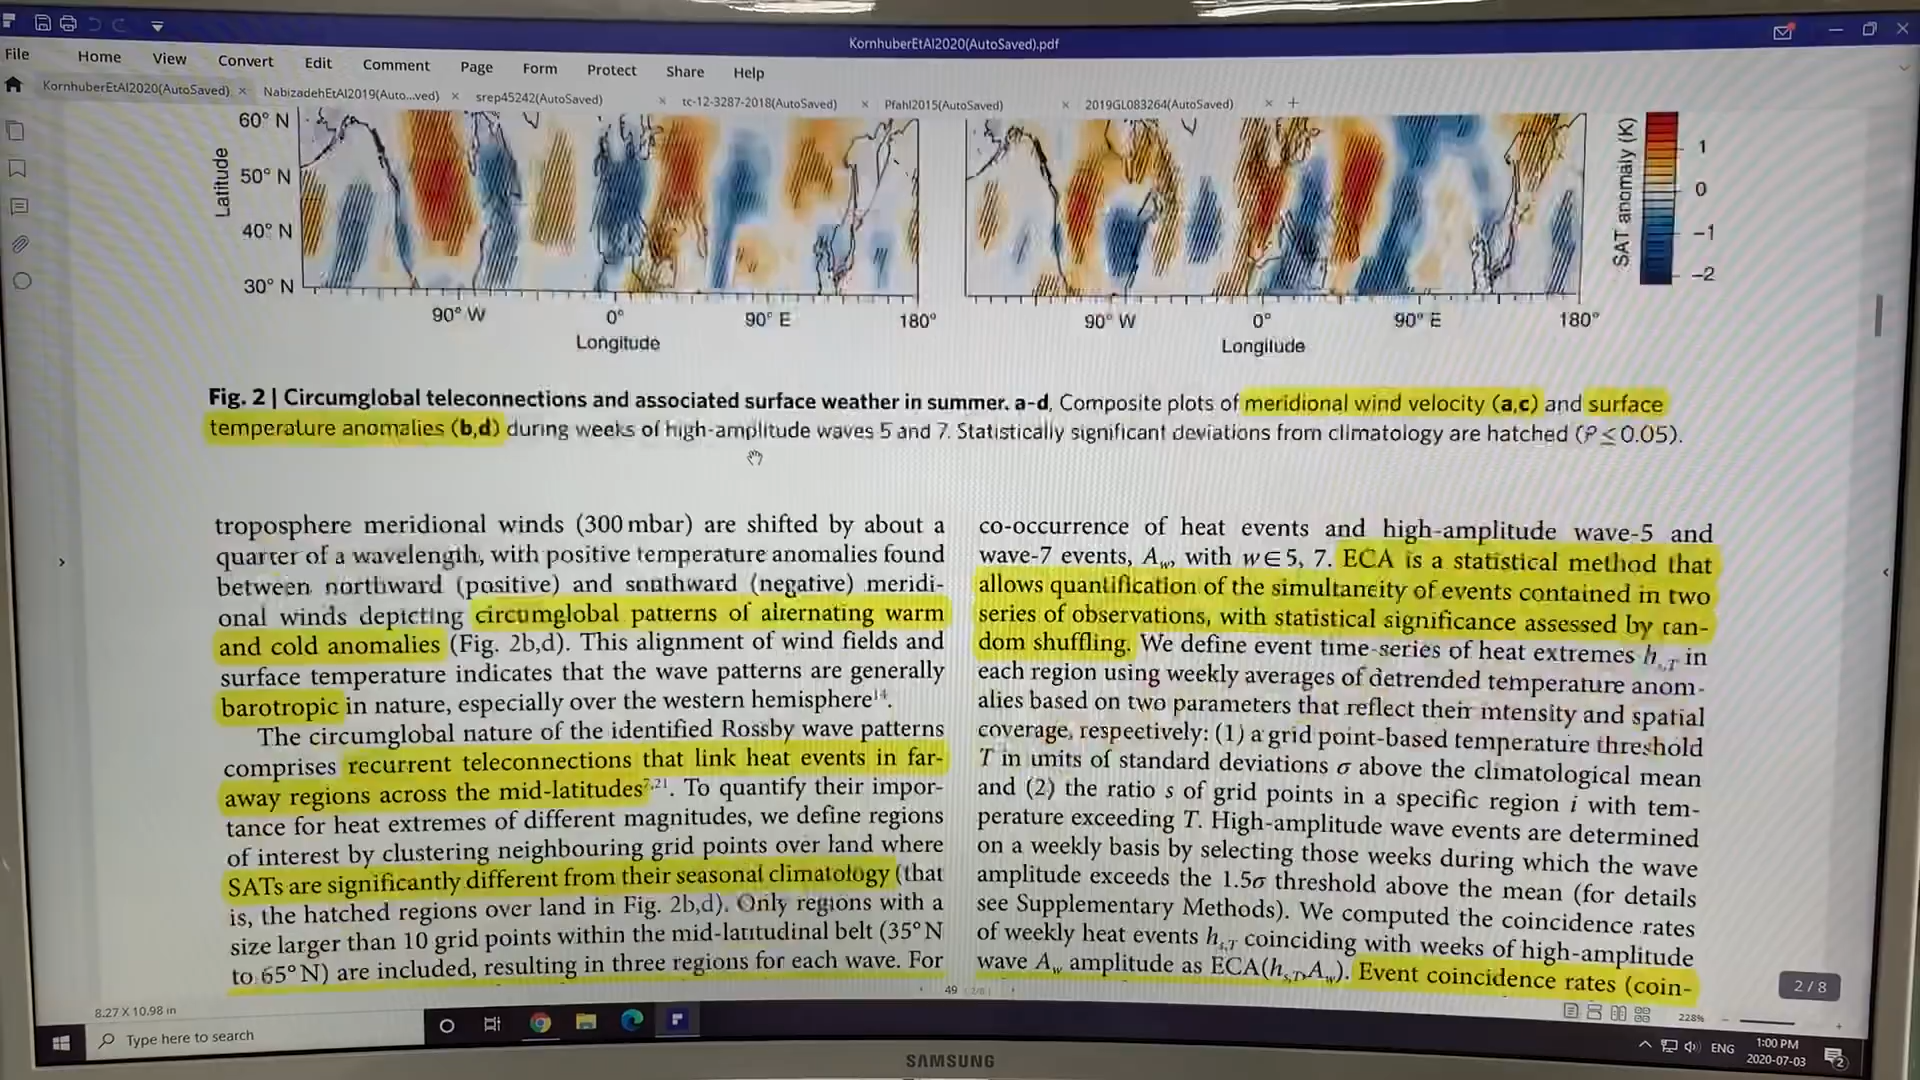 KornhuberEtAl2020(AutoSaved).pdf
File Home View Convert Edit Comment Page Form Protect Share Help
KornhuberEtAl2020(AutoSaved) × NabizadehEtAl2019(Auto...ved) × srep45242(AutoSaved) × tc-12-3287-2018(AutoSaved) × Pfahl2015(AutoSaved) × 2019GL083264(AutoSaved) × +
Latitude
60° N
50° N
40° N
30° N
90° W 0° 90° E 180°
Longitude
90° W 0° 90° E 180°
Longitude
SAT anomaly (K)
1
0
−1
−2
Fig. 2 | Circumglobal teleconnections and associated surface weather in summer. a-d, Composite plots of meridional wind velocity (a,c) and surface
temperature anomalies (b,d) during weeks of high-amplitude waves 5 and 7. Statistically significant deviations from climatology are hatched (P ≤ 0.05).
troposphere meridional winds (300 mbar) are shifted by about a
quarter of a wavelength, with positive temperature anomalies found
between northward (positive) and southward (negative) meridi-
onal winds depicting circumglobal patterns of alternating warm
and cold anomalies (Fig. 2b,d). This alignment of wind fields and
surface temperature indicates that the wave patterns are generally
barotropic in nature, especially over the western hemisphere14.
The circumglobal nature of the identified Rossby wave patterns
comprises recurrent teleconnections that link heat events in far-
away regions across the mid-latitudes7,21. To quantify their impor-
tance for heat extremes of different magnitudes, we define regions
of interest by clustering neighbouring grid points over land where
SATs are significantly different from their seasonal climatology (that
is, the hatched regions over land in Fig. 2b,d). Only regions with a
size larger than 10 grid points within the mid-latitudinal belt (35° N
to 65° N) are included, resulting in three regions for each wave. For
co-occurrence of heat events and high-amplitude wave-5 and
wave-7 events, Aw, with w∈5, 7. ECA is a statistical method that
allows quantification of the simultaneity of events contained in two
series of observations, with statistical significance assessed by ran-
dom shuffling. We define event time-series of heat extremes hs,T in
each region using weekly averages of detrended temperature anom-
alies based on two parameters that reflect their intensity and spatial
coverage, respectively: (1) a grid point-based temperature threshold
T in units of standard deviations σ above the climatological mean
and (2) the ratio s of grid points in a specific region i with tem-
perature exceeding T. High-amplitude wave events are determined
on a weekly basis by selecting those weeks during which the wave
amplitude exceeds the 1.5σ threshold above the mean (for details
see Supplementary Methods). We computed the coincidence rates
of weekly heat events hs,T coinciding with weeks of high-amplitude
wave Aw amplitude as ECA(hs,T,Aw). Event coincidence rates (coin-
49 (2/8)
2 / 8
8.27 X 10.98 in
228%
Type here to search
ENG
1:00 PM
2020-07-03
2
SAMSUNG